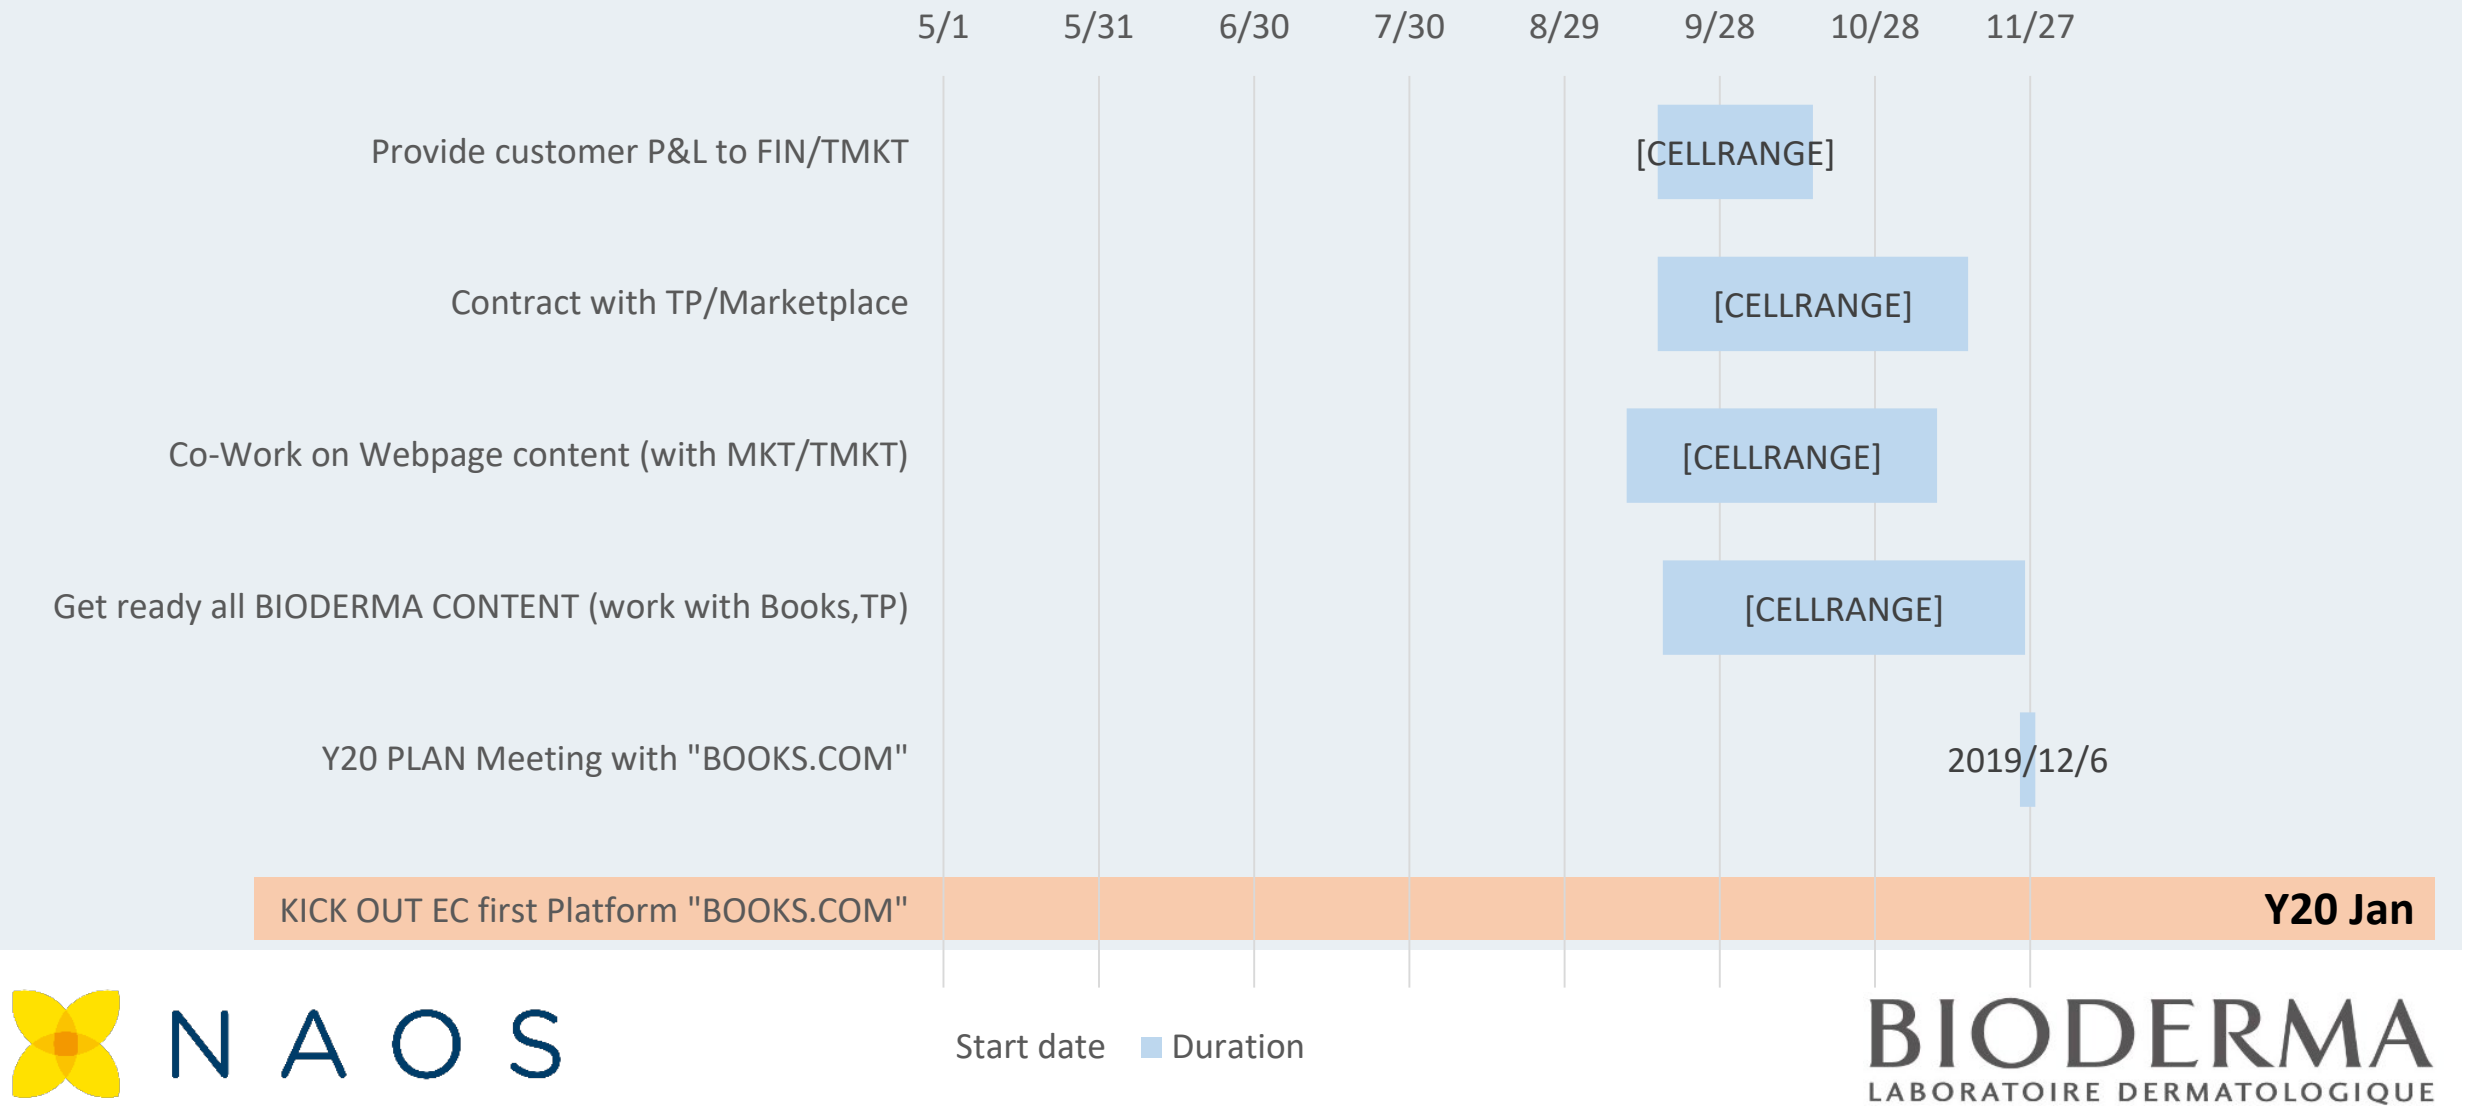 5/1 5/31 6/30 7/30 8/29 9/28 10/28 11/27
Provide customer P&L to FIN/TMKT [CELLRANGE]
Contract with TP/Marketplace [CELLRANGE]
Co-Work on Webpage content (with MKT/TMKT) [CELLRANGE]
Get ready all BIODERMA CONTENT (work with Books,TP) [CELLRANGE]
Y20 PLAN Meeting with "BOOKS.COM" 2019/12/6
KICK OUT EC first Platform "BOOKS.COM" Y20 Jan
NAOS
Start date Duration
BIODERMA
LABORATOIRE DERMATOLOGIQUE